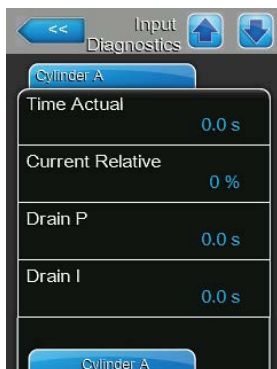 << Input
Diagnostics
Cylinder A
Time Actual
0.0 s
Current Relative
0 %
Drain P
0.0 s
Drain I
0.0 s
Cylinder A